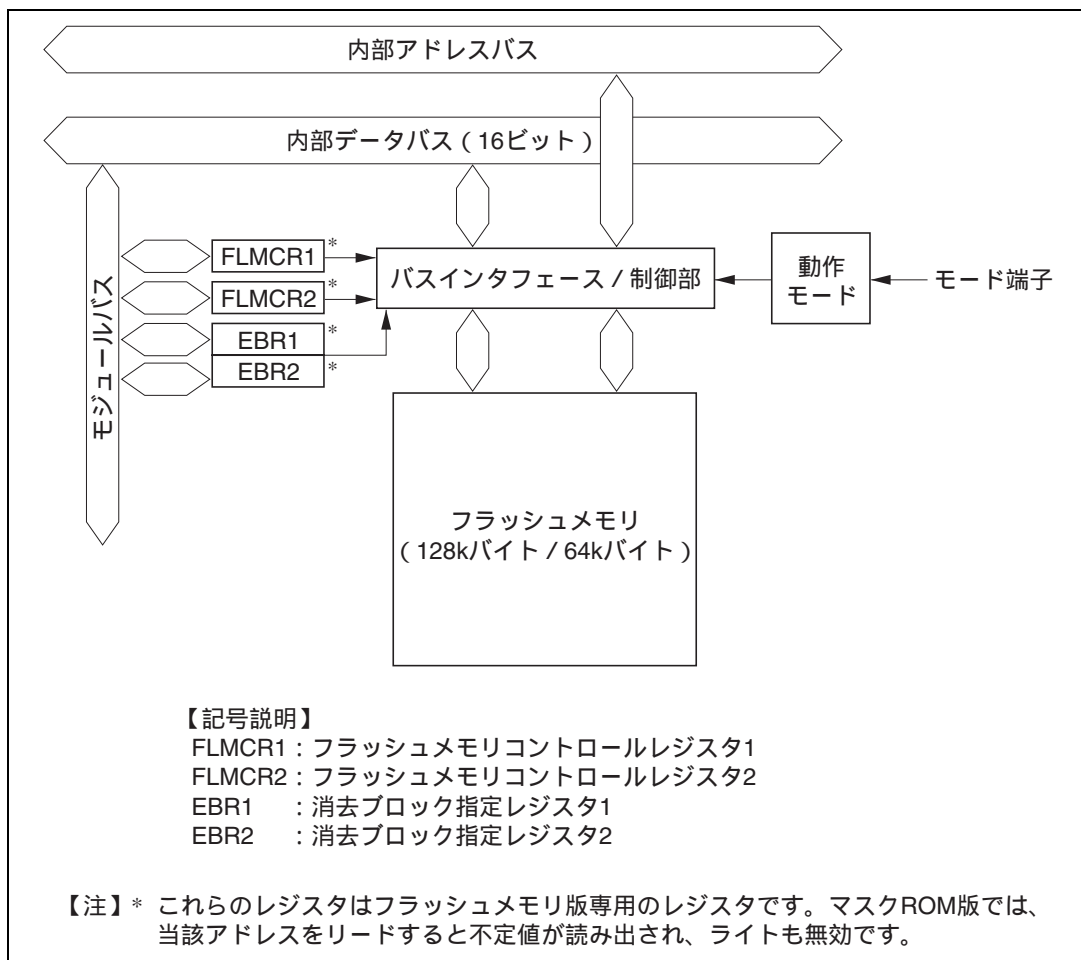 内部アドレスバス
内部データバス（16ビット）
モジュールバス
FLMCR1 *
FLMCR2 *
EBR1 *
EBR2 *
バスインタフェース / 制御部
動作
モード
モード端子
フラッシュメモリ
（128kバイト / 64kバイト）
【記号説明】
FLMCR1：フラッシュメモリコントロールレジスタ1
FLMCR2：フラッシュメモリコントロールレジスタ2
EBR1　：消去ブロック指定レジスタ1
EBR2　：消去ブロック指定レジスタ2
【注】* これらのレジスタはフラッシュメモリ版専用のレジスタです。マスクROM版では、
当該アドレスをリードすると不定値が読み出され、ライトも無効です。